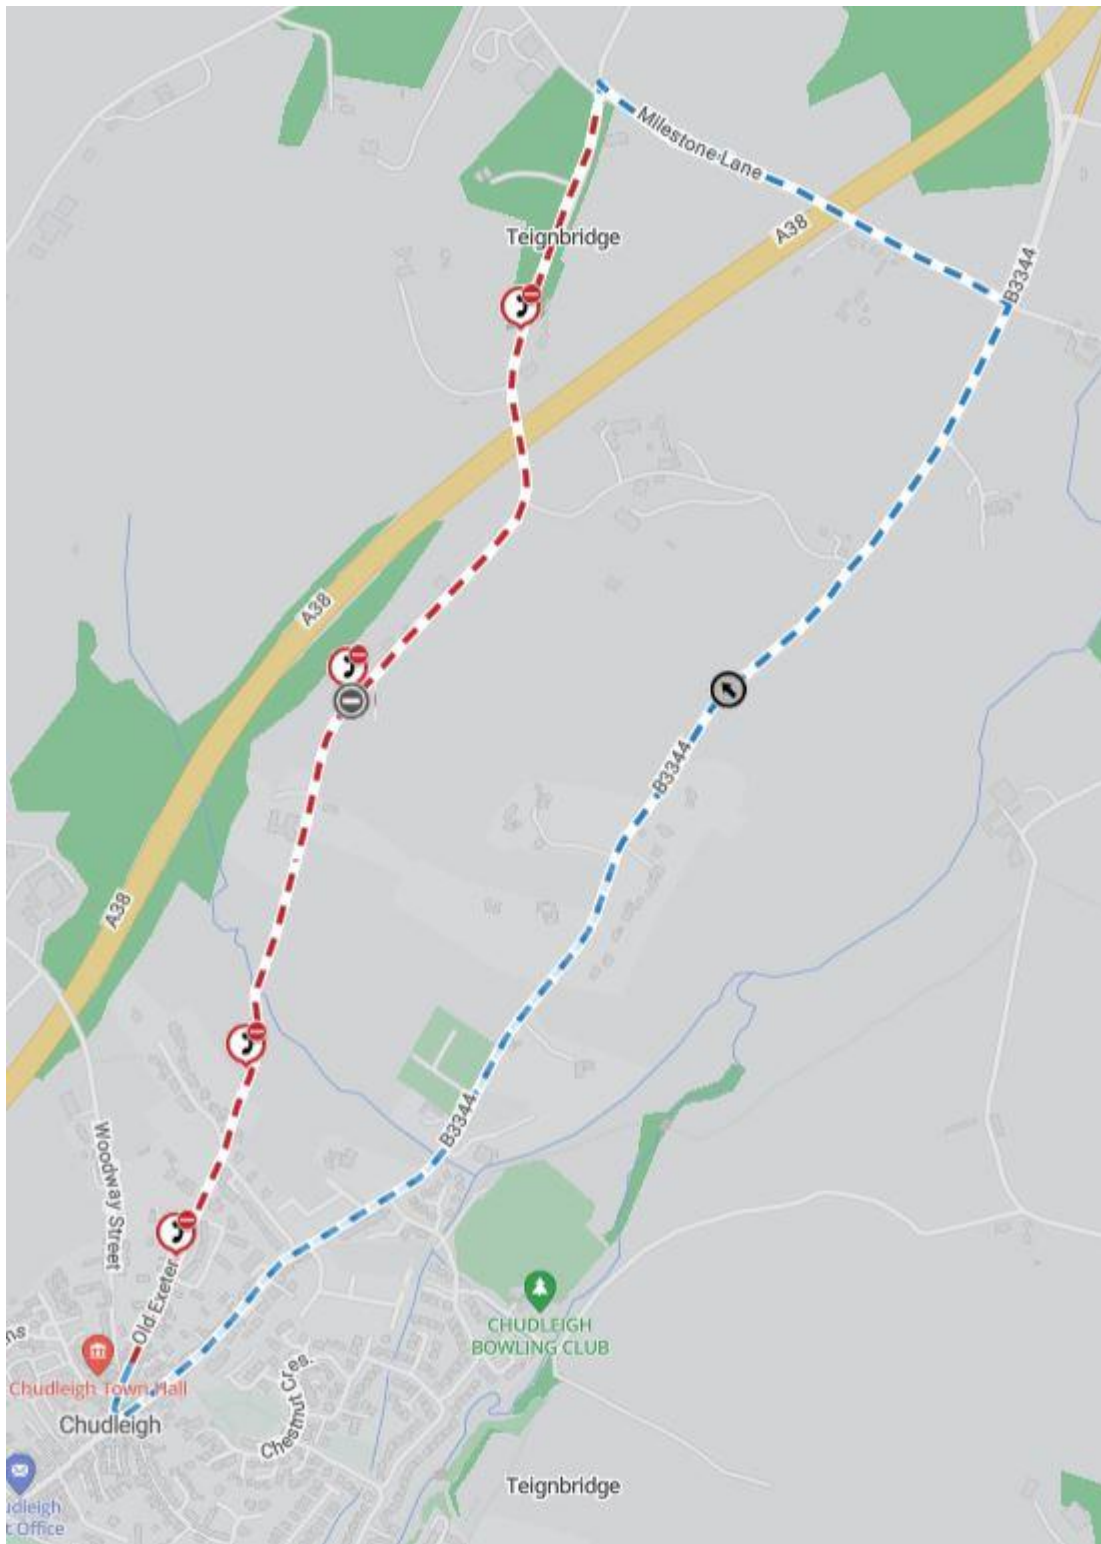 Milestone Lane
Teignbridge
A38
B3344
A38
B3344
A38
B3344
Woodway Street
Old Exeter
CHUDLEIGH
BOWLING CLUB
Chudleigh Town Hall
Chestnut Cres.
Chudleigh
Teignbridge
udleigh
Office